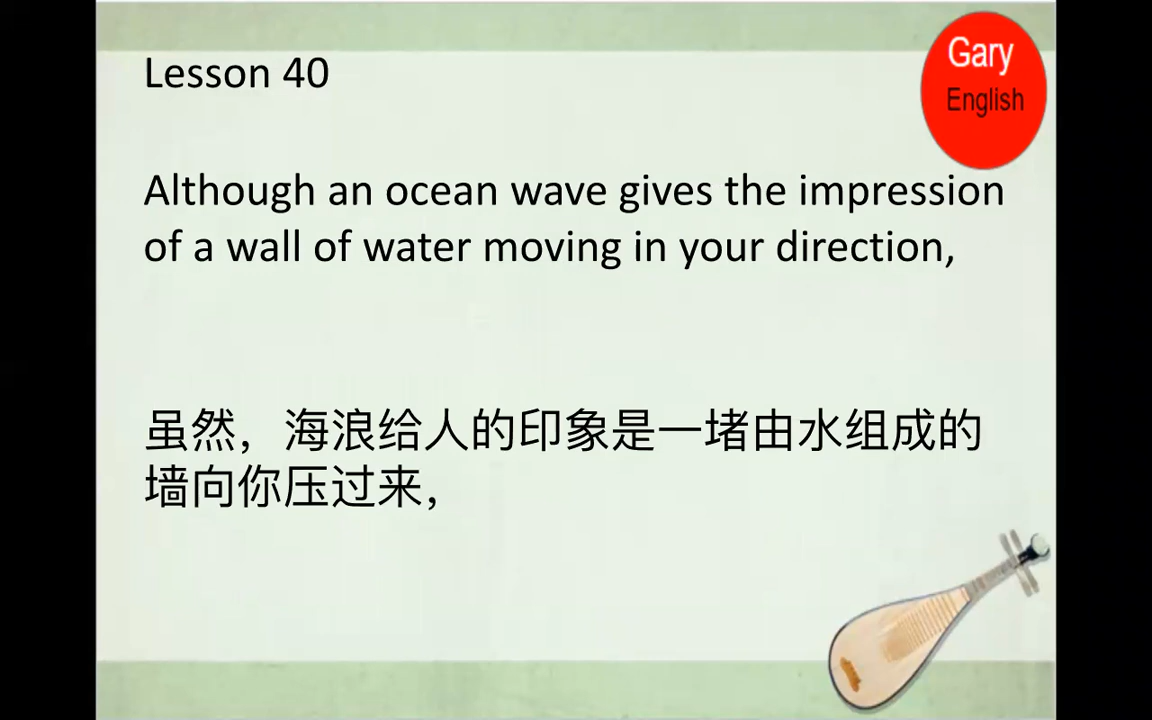 Lesson 40
Gary
English
Although an ocean wave gives the impression
of a wall of water moving in your direction,
虽然，海浪给人的印象是一堵由水组成的
墙向你压过来，